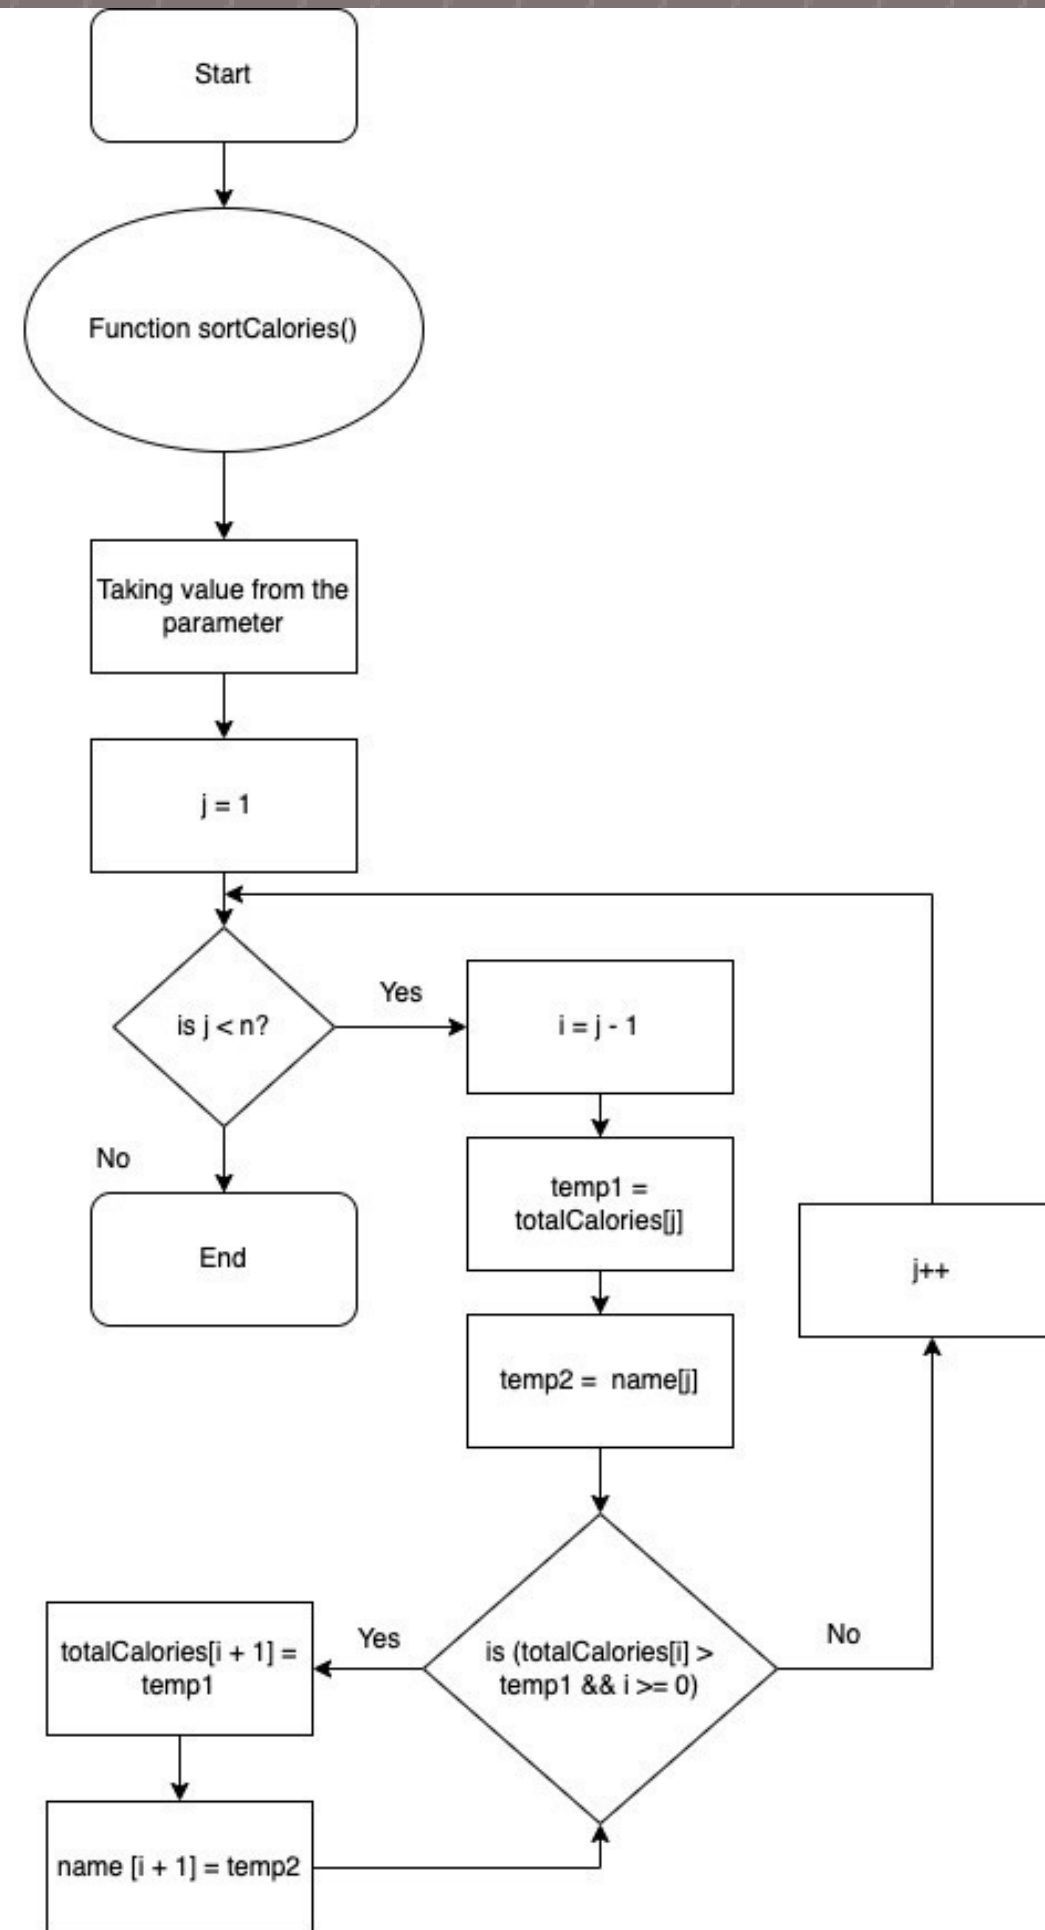 Start
Function sortCalories()
Taking value from the
parameter
j = 1
is j < n?
Yes
i = j - 1
No
End
temp1 =
totalCalories[j]
j++
temp2 =  name[j]
is (totalCalories[i] >
temp1 && i >= 0)
Yes
No
totalCalories[i + 1] =
temp1
name [i + 1] = temp2